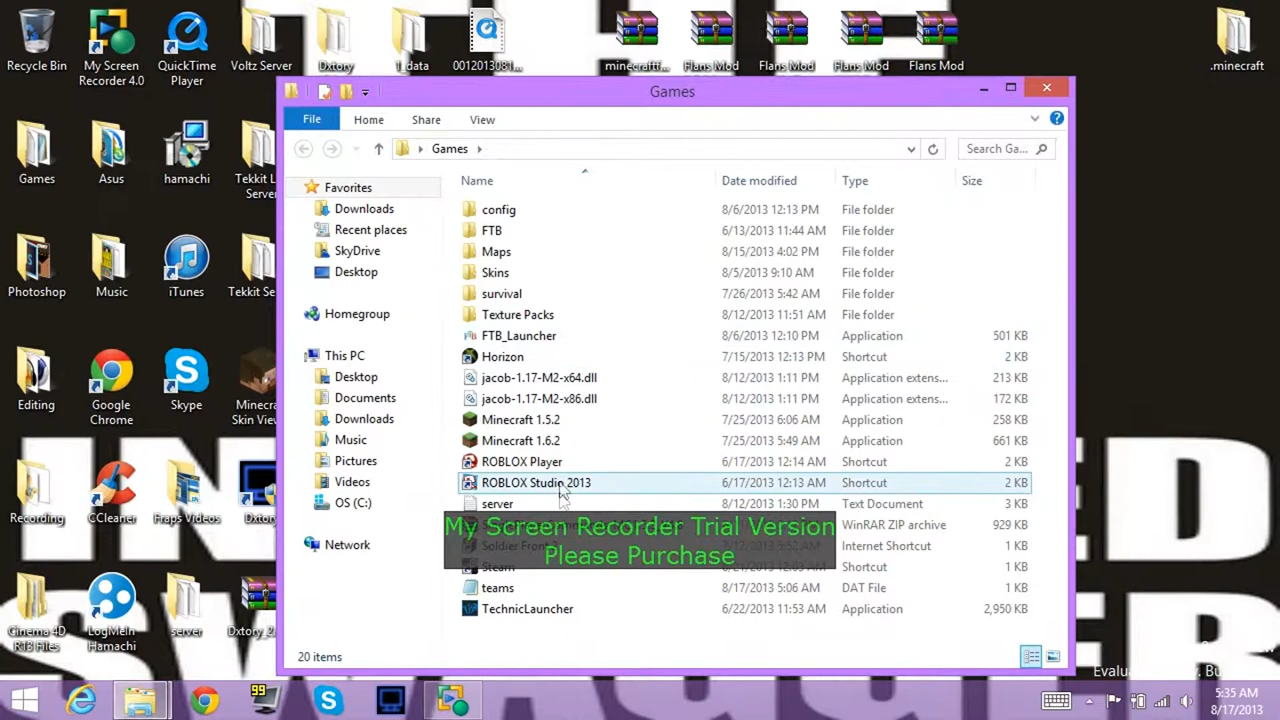 Recycle Bin
My Screen Recorder 4.0
QuickTime Player
Voltz Server
Dxtory
1_data
0012013081...
minecraftf...
Flans Mod
Flans Mod
Flans Mod
Flans Mod
.minecraft
Games
Asus
hamachi
Photoshop
Music
iTunes
Editing
Google Chrome
Skype
Recording
CCleaner
Fraps Videos
Cinema 4D R13 Files
LogMeIn Hamachi
server
Games
File
Home
Share
View
Games
Search Ga...
Favorites
Downloads
Recent places
SkyDrive
Desktop
Homegroup
This PC
Desktop
Documents
Downloads
Music
Pictures
Videos
OS (C:)
Network
Name Date modified Type Size
config 8/6/2013 12:13 PM File folder
FTB 6/13/2013 11:44 AM File folder
Maps 8/15/2013 4:02 PM File folder
Skins 8/5/2013 9:10 AM File folder
survival 7/26/2013 5:42 AM File folder
Texture Packs 8/12/2013 11:51 AM File folder
FTB_Launcher 8/6/2013 12:10 PM Application 501 KB
Horizon 7/15/2013 12:13 PM Shortcut 2 KB
jacob-1.17-M2-x64.dll 8/12/2013 1:11 PM Application extens... 213 KB
jacob-1.17-M2-x86.dll 8/12/2013 1:11 PM Application extens... 172 KB
Minecraft 1.5.2 7/25/2013 6:06 AM Application 258 KB
Minecraft 1.6.2 7/25/2013 5:49 AM Application 661 KB
ROBLOX Player 6/17/2013 12:14 AM Shortcut 2 KB
ROBLOX Studio 2013 6/17/2013 12:13 AM Shortcut 2 KB
server 8/12/2013 1:30 PM Text Document 3 KB
WinRAR ZIP archive 929 KB
Soldier Front Internet Shortcut 1 KB
Steam Shortcut 1 KB
teams 8/17/2013 5:06 AM DAT File 1 KB
TechnicLauncher 6/22/2013 11:53 AM Application 2,950 KB
My Screen Recorder Trial Version
Please Purchase
20 items
99
5:35 AM
8/17/2013